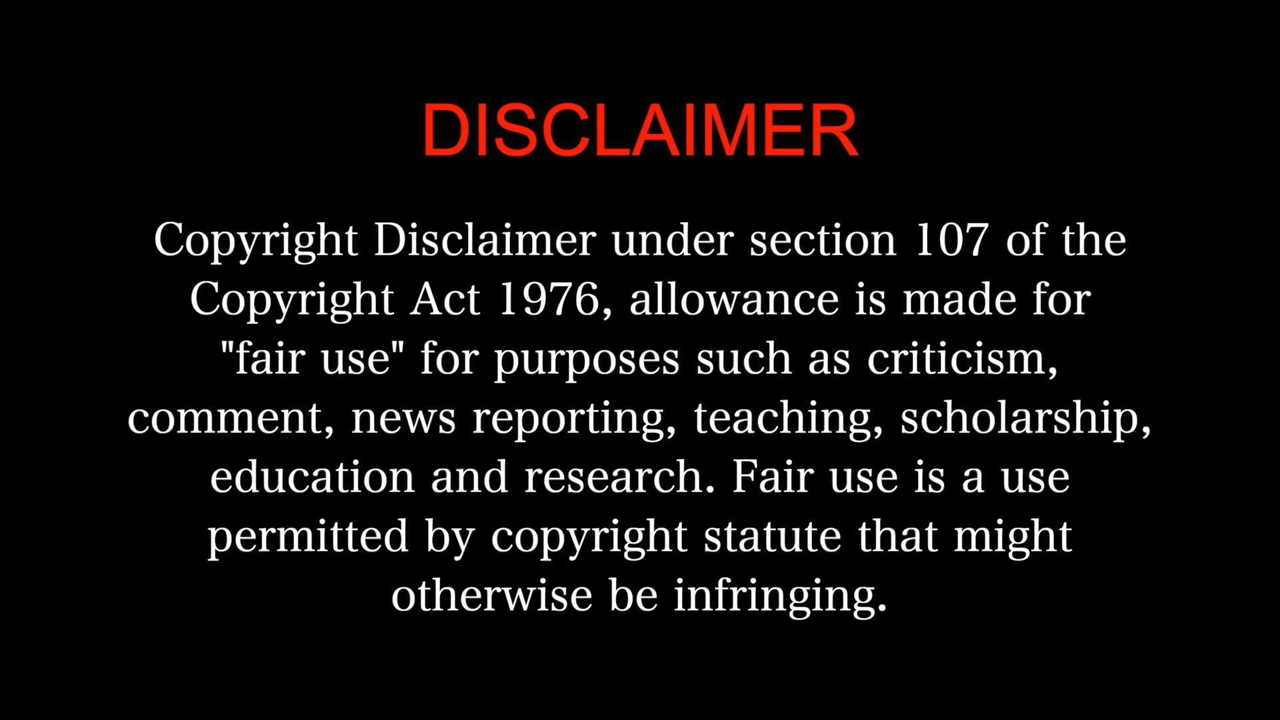 DISCLAIMER
Copyright Disclaimer under section 107 of the
Copyright Act 1976, allowance is made for
"fair use" for purposes such as criticism,
comment, news reporting, teaching, scholarship,
education and research. Fair use is a use
permitted by copyright statute that might
otherwise be infringing.